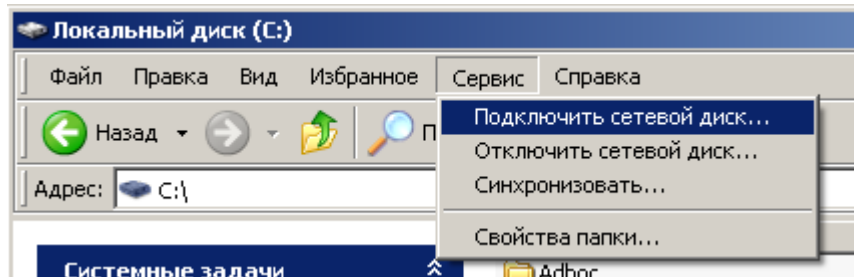 Локальный диск (C:)
Файл Правка Вид Избранное Сервис Справка
Подключить сетевой диск...
Назад
Отключить сетевой диск...
Адрес: C:\
Синхронизовать...
Свойства папки...
Системные задачи
Adhoc